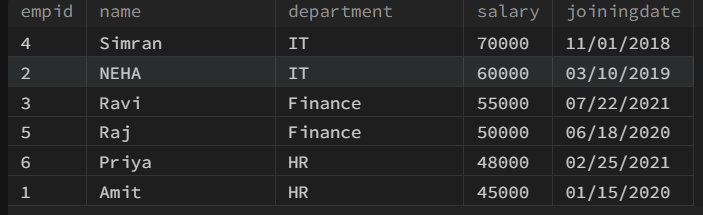 empid name department salary joiningdate
4 Simran IT 70000 11/01/2018
2 NEHA IT 60000 03/10/2019
3 Ravi Finance 55000 07/22/2021
5 Raj Finance 50000 06/18/2020
6 Priya HR 48000 02/25/2021
1 Amit HR 45000 01/15/2020